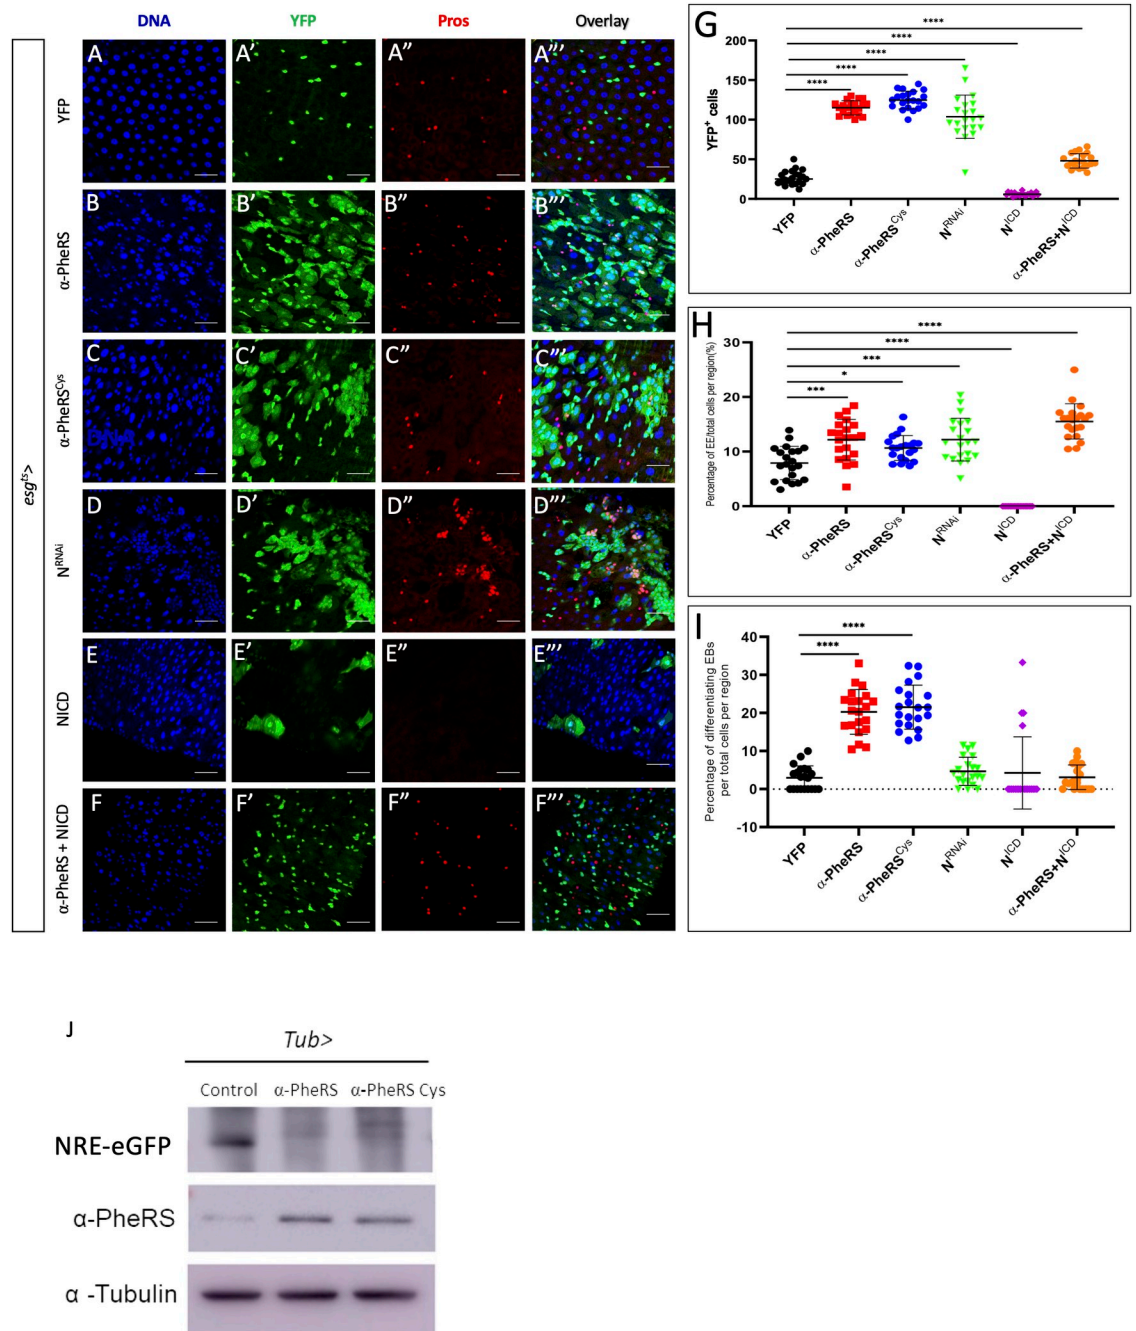 DNA YFP Pros Overlay
esgts>
YFP
A A' A'' A'''
α-PheRS
B B' B'' B'''
α-PheRSCys
C C' C'' C'''
NRNAi
D D' D'' D'''
NICD
E E' E'' E'''
α-PheRS + NICD
F F' F'' F'''
G
YFP+ cells
200
150
100
50
0
****
****
****
****
****
YFP α-PheRS α-PheRSCys NRNAi NICD α-PheRS+NICD
H
Percentage of EE/total cells per region(%)
30
20
10
0
****
****
***
*
***
YFP α-PheRS α-PheRSCys NRNAi NICD α-PheRS+NICD
I
Percentage of differentiating EBs
per total cells per region
40
30
20
10
0
-10
****
****
YFP α-PheRS α-PheRSCys NRNAi NICD α-PheRS+NICD
J
Tub>
Control α-PheRS α-PheRS Cys
NRE-eGFP
α-PheRS
α -Tubulin